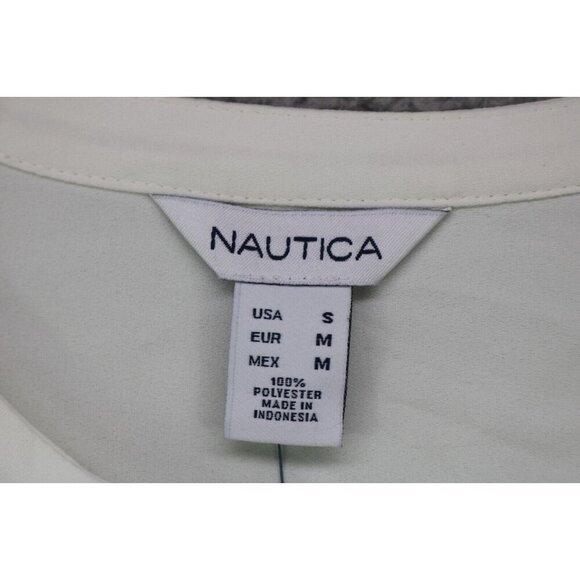 NAUTICA
USA S
EUR M
MEX M
100%
POLYESTER
MADE IN
INDONESIA